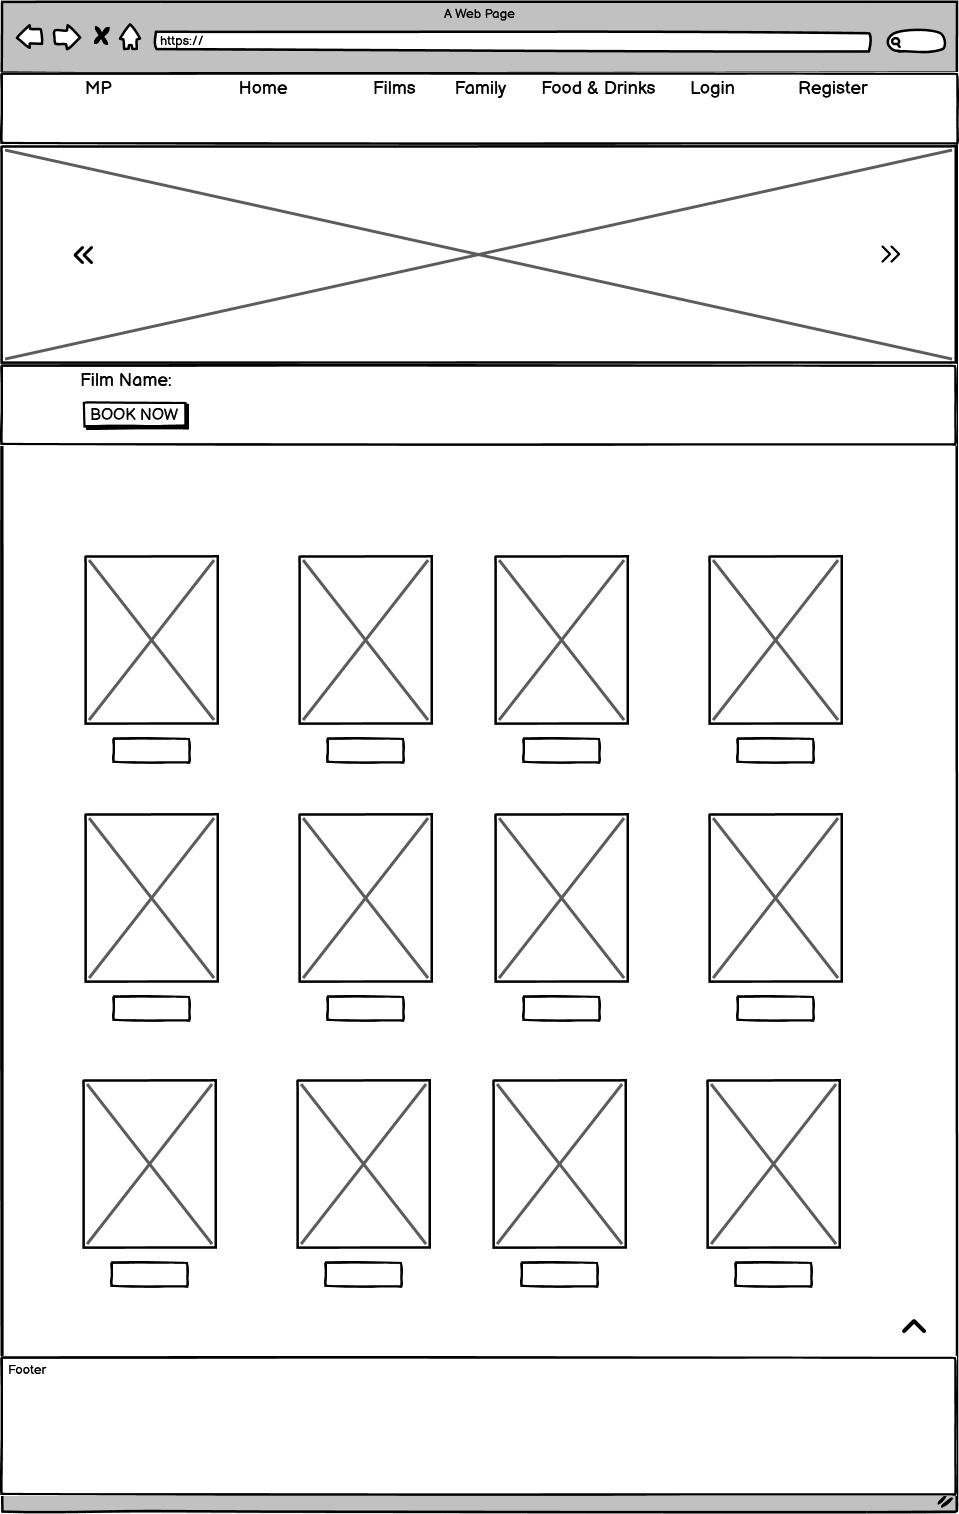 A Web Page
https://
MP Home Films Family Food & Drinks Login Register
Film Name:
BOOK NOW
Footer